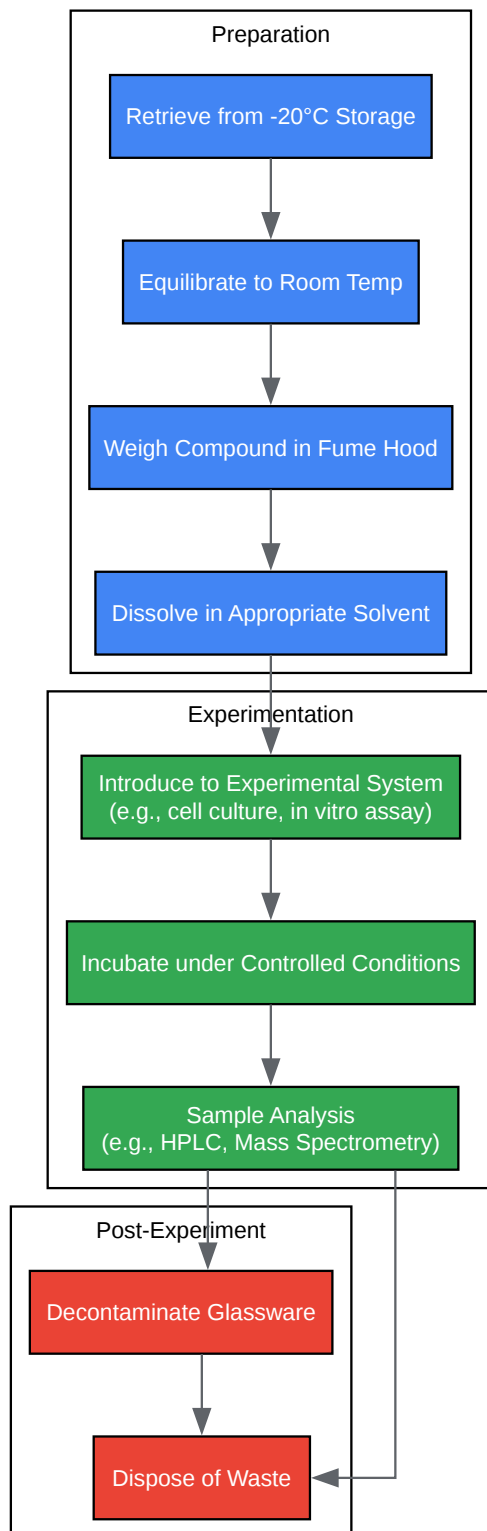 Preparation
Retrieve from -20°C Storage
Equilibrate to Room Temp
Weigh Compound in Fume Hood
Dissolve in Appropriate Solvent
Experimentation
Introduce to Experimental System
(e.g., cell culture, in vitro assay)
Incubate under Controlled Conditions
Sample Analysis
(e.g., HPLC, Mass Spectrometry)
Post-Experiment
Decontaminate Glassware
Dispose of Waste